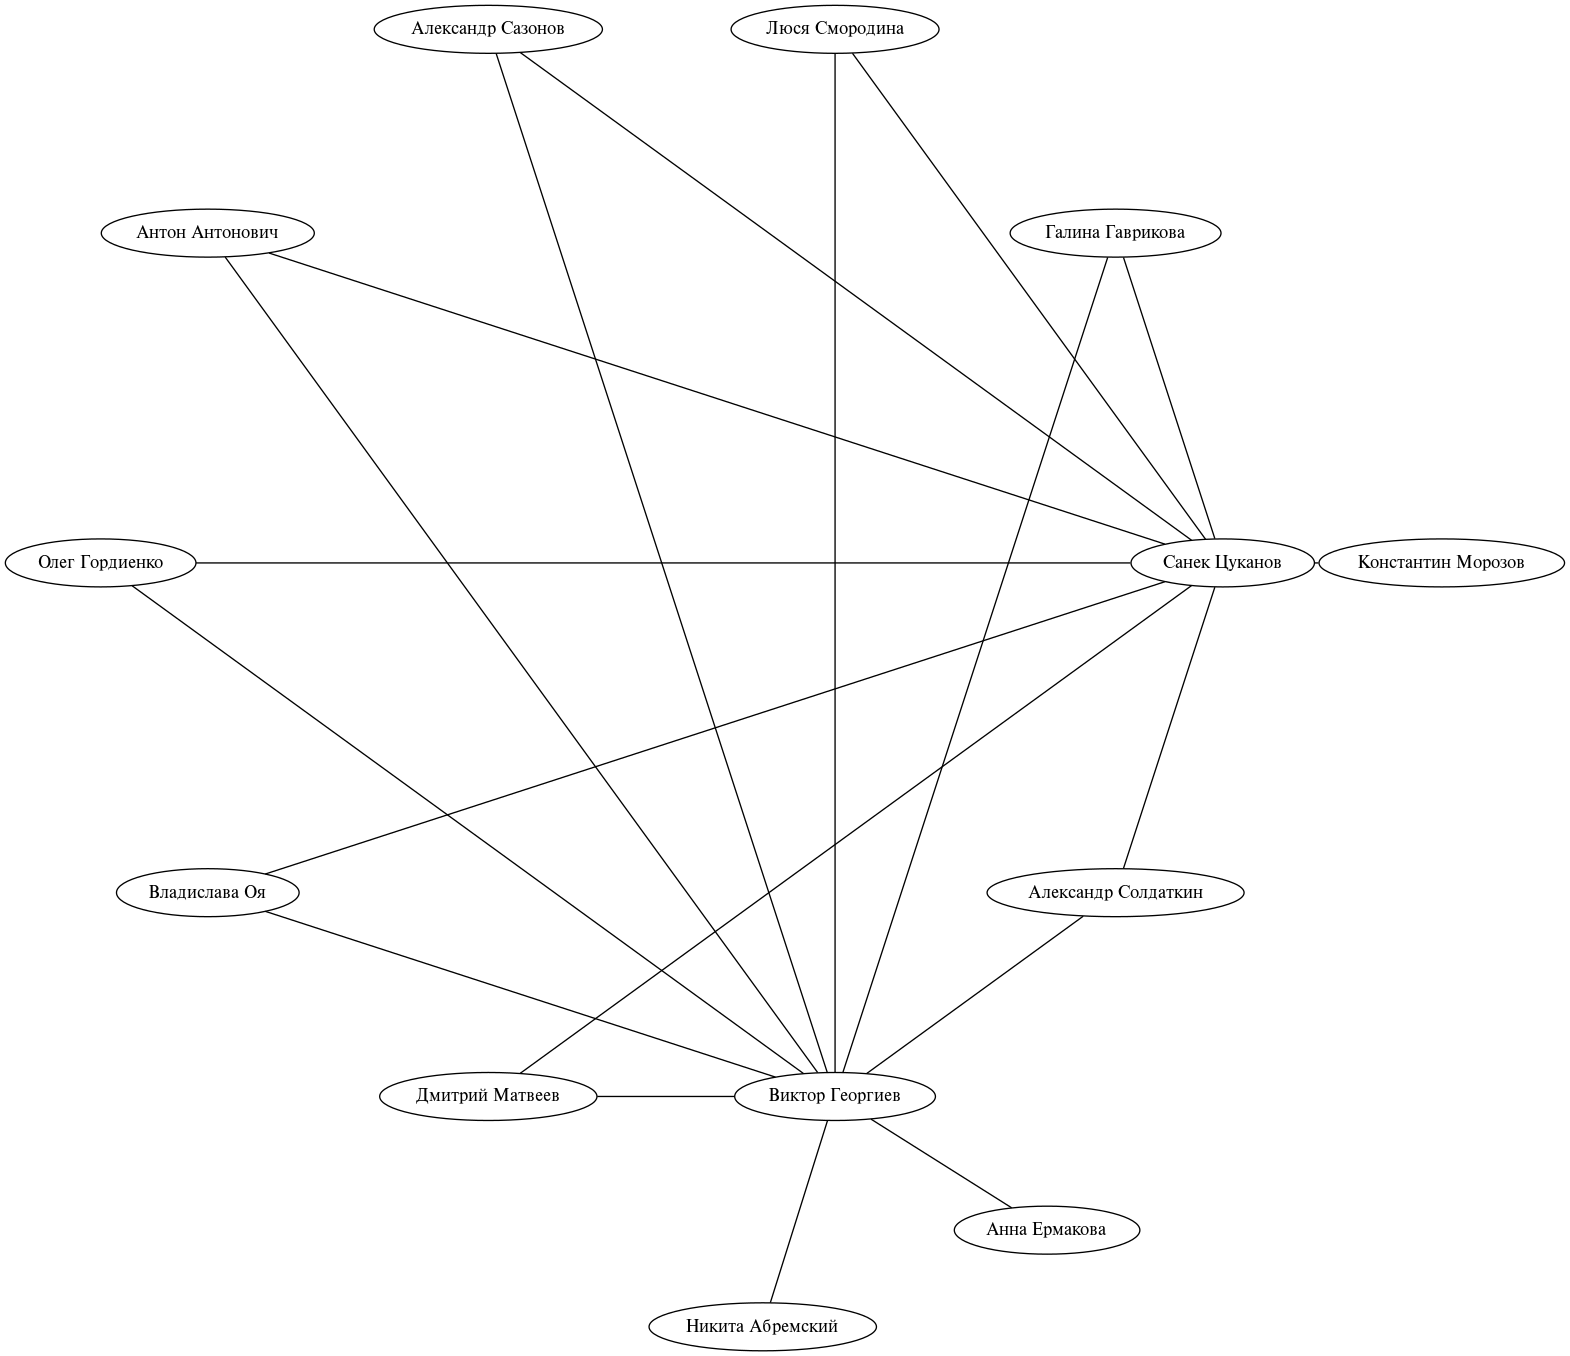 Александр Сазонов
Люся Смородина
Антон Антонович
Галина Гаврикова
Олег Гордиенко
Санек Цуканов
Константин Морозов
Владислава Оя
Александр Солдаткин
Дмитрий Матвеев
Виктор Георгиев
Анна Ермакова
Никита Абремский